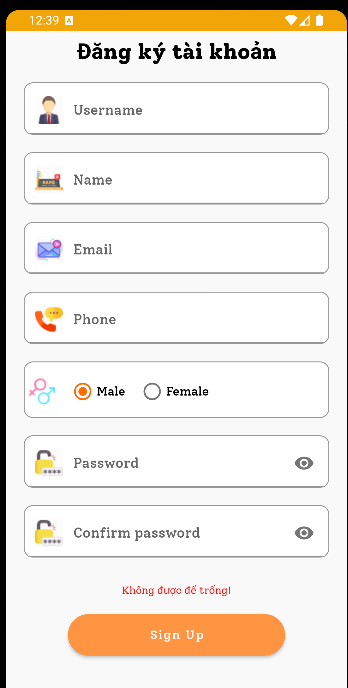 12:39 A
Đăng ký tài khoản
Username
Name
Email
Phone
Male Female
Password
Confirm password
Không được để trống!
Sign Up